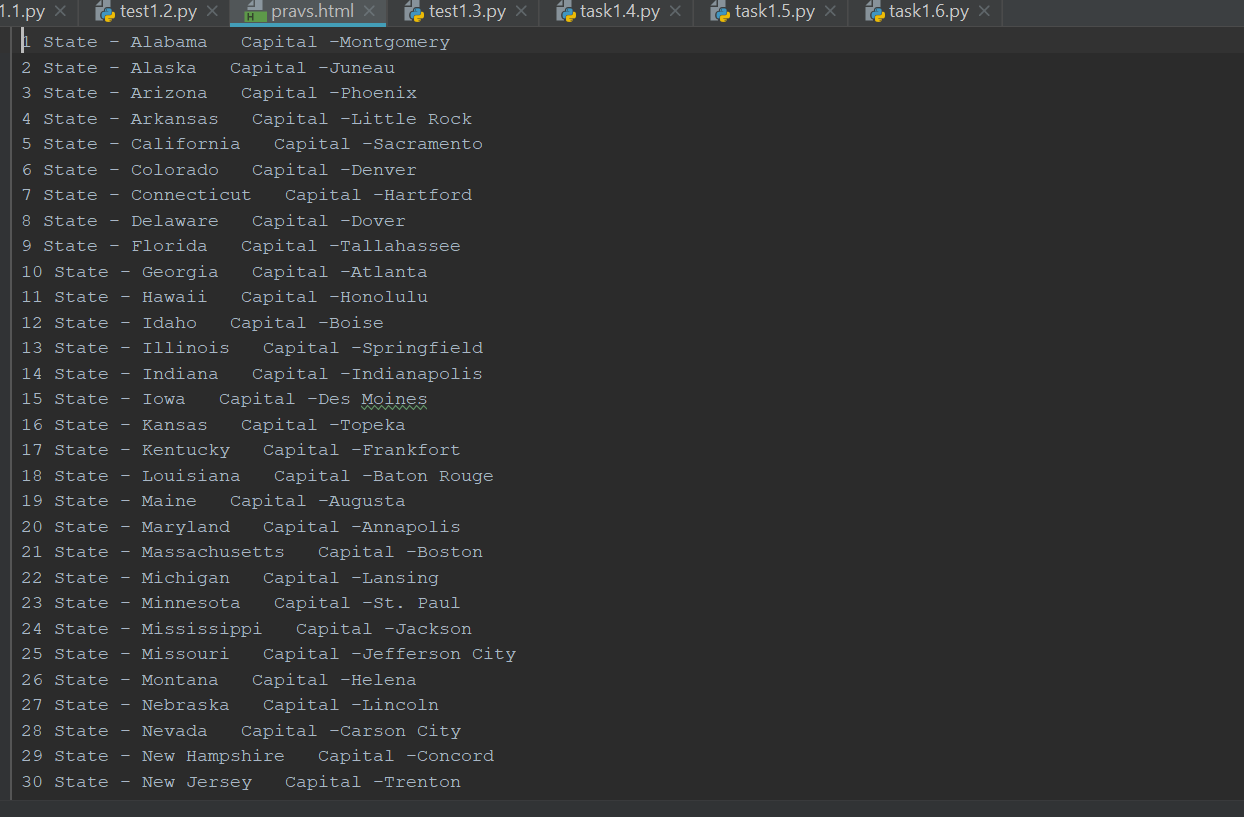 1.1.py test1.2.py pravs.html test1.3.py task1.4.py task1.5.py task1.6.py
1 State - Alabama   Capital -Montgomery
2 State - Alaska   Capital -Juneau
3 State - Arizona   Capital -Phoenix
4 State - Arkansas   Capital -Little Rock
5 State - California   Capital -Sacramento
6 State - Colorado   Capital -Denver
7 State - Connecticut   Capital -Hartford
8 State - Delaware   Capital -Dover
9 State - Florida   Capital -Tallahassee
10 State - Georgia   Capital -Atlanta
11 State - Hawaii   Capital -Honolulu
12 State - Idaho   Capital -Boise
13 State - Illinois   Capital -Springfield
14 State - Indiana   Capital -Indianapolis
15 State - Iowa   Capital -Des Moines
16 State - Kansas   Capital -Topeka
17 State - Kentucky   Capital -Frankfort
18 State - Louisiana   Capital -Baton Rouge
19 State - Maine   Capital -Augusta
20 State - Maryland   Capital -Annapolis
21 State - Massachusetts   Capital -Boston
22 State - Michigan   Capital -Lansing
23 State - Minnesota   Capital -St. Paul
24 State - Mississippi   Capital -Jackson
25 State - Missouri   Capital -Jefferson City
26 State - Montana   Capital -Helena
27 State - Nebraska   Capital -Lincoln
28 State - Nevada   Capital -Carson City
29 State - New Hampshire   Capital -Concord
30 State - New Jersey   Capital -Trenton